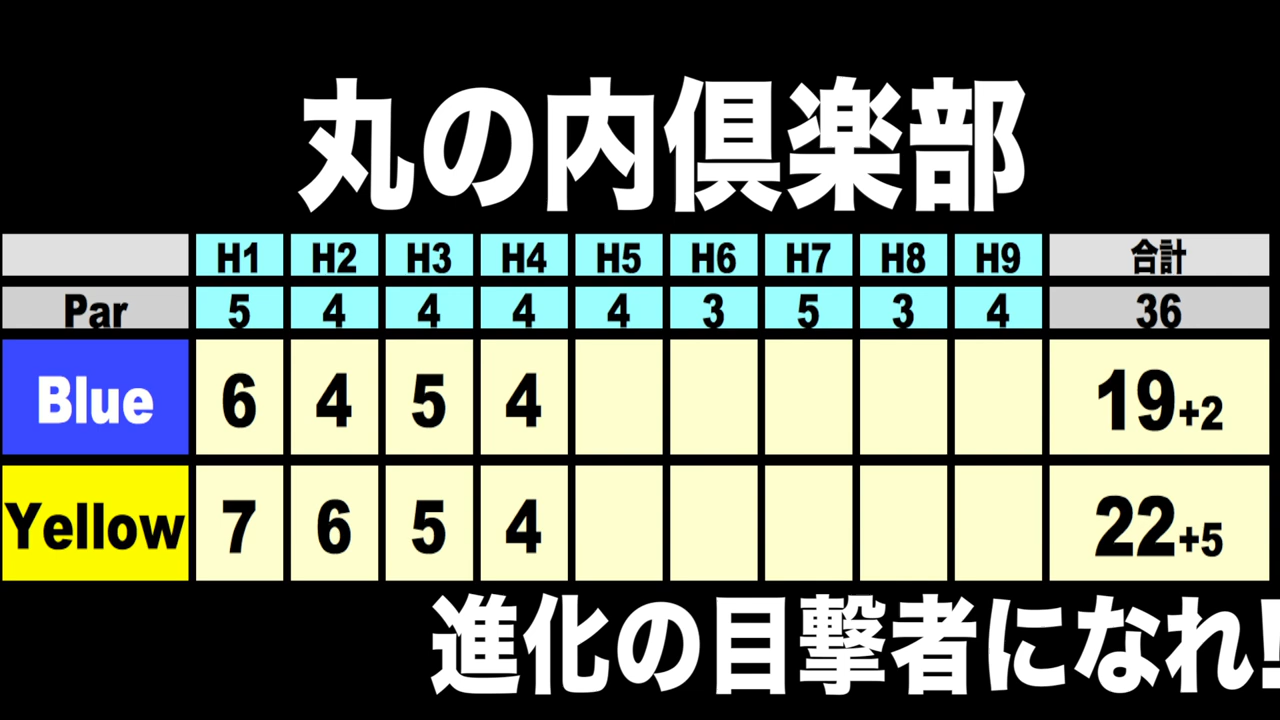 丸の内倶楽部
H1 H2 H3 H4 H5 H6 H7 H8 H9 合計
Par 5 4 4 4 4 3 5 3 4 36
Blue 6 4 5 4 19+2
Yellow 7 6 5 4 22+5
進化の目撃者になれ!